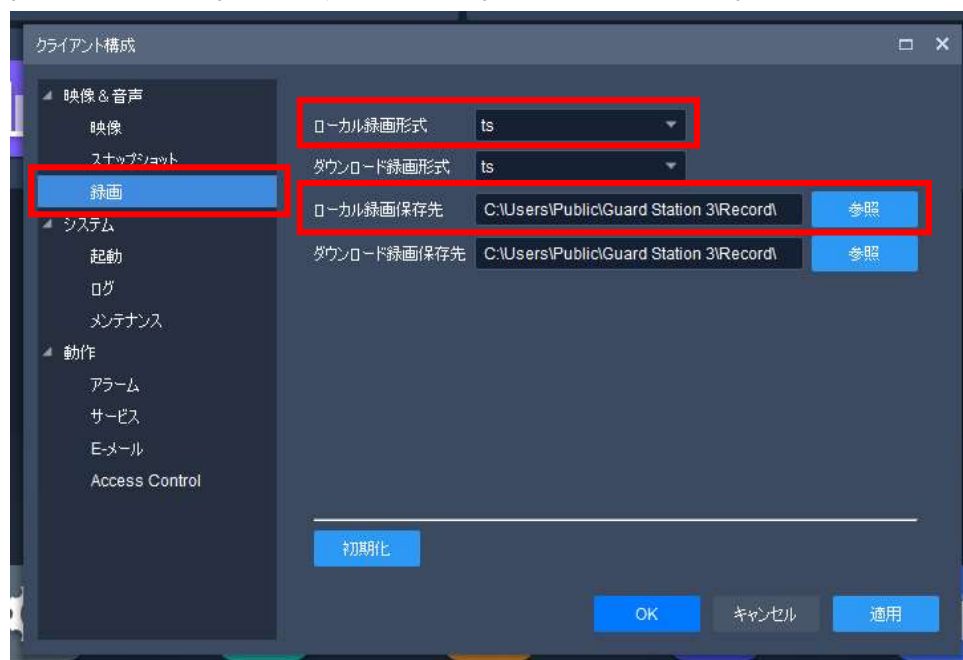 クライアント構成
映像＆音声
映像
スナップショット
録画
システム
起動
ログ
メンテナンス
動作
アラーム
サービス
E-メール
Access Control
ローカル録画形式 ts
ダウンロード録画形式 ts
ローカル録画保存先 C:\Users\Public\Guard Station 3\Record\ 参照
ダウンロード録画保存先 C:\Users\Public\Guard Station 3\Record\ 参照
初期化
OK キャンセル 適用